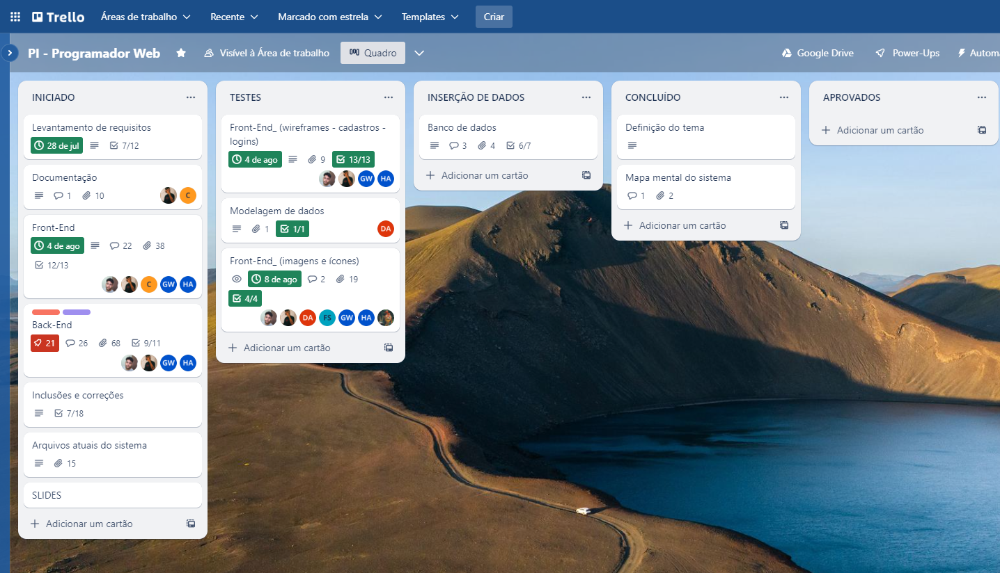 Trello
Áreas de trabalho
Recente
Marcado com estrela
Templates
Criar
PI - Programador Web
Visível à Área de trabalho
Quadro
Google Drive
Power-Ups
Autom
INICIADO
Levantamento de requisitos
28 de jul
7/12
Documentação
1
10
C
Front-End
4 de ago
22
38
12/13
C
GW
HA
Back-End
21
26
68
9/11
GW
HA
Inclusões e correções
7/18
Arquivos atuais do sistema
15
SLIDES
Adicionar um cartão
TESTES
Front-End_ (wireframes - cadastros -
logins)
4 de ago
9
13/13
GW
HA
Modelagem de dados
1
1/1
DA
Front-End_ (imagens e ícones)
8 de ago
2
19
4/4
DA
FS
GW
HA
Adicionar um cartão
INSERÇÃO DE DADOS
Banco de dados
3
4
6/7
Adicionar um cartão
CONCLUÍDO
Definição do tema
Mapa mental do sistema
1
2
Adicionar um cartão
APROVADOS
Adicionar um cartão